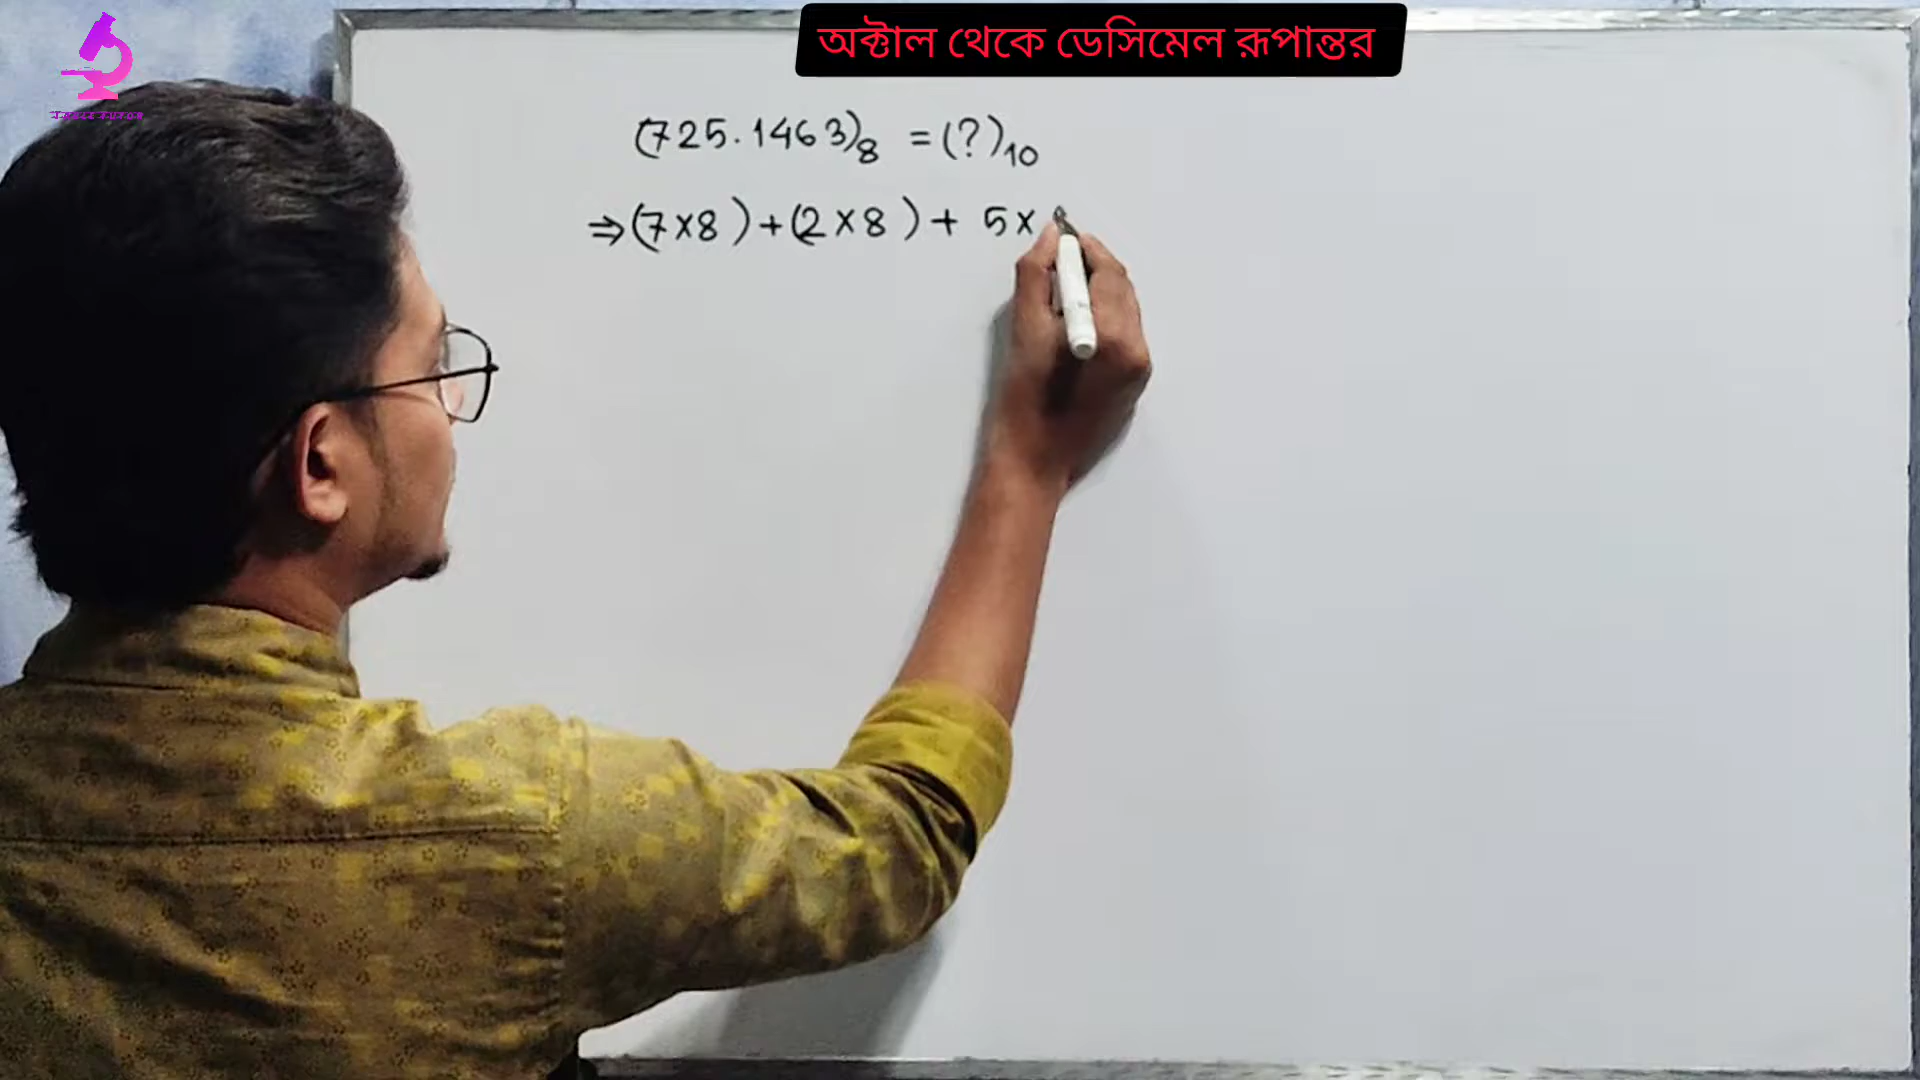 অক্টাল থেকে ডেসিমেল রূপান্তর
(725.1463)₈ = (?)₁₀
⇒(7×8 )+(2×8 )+ 5×